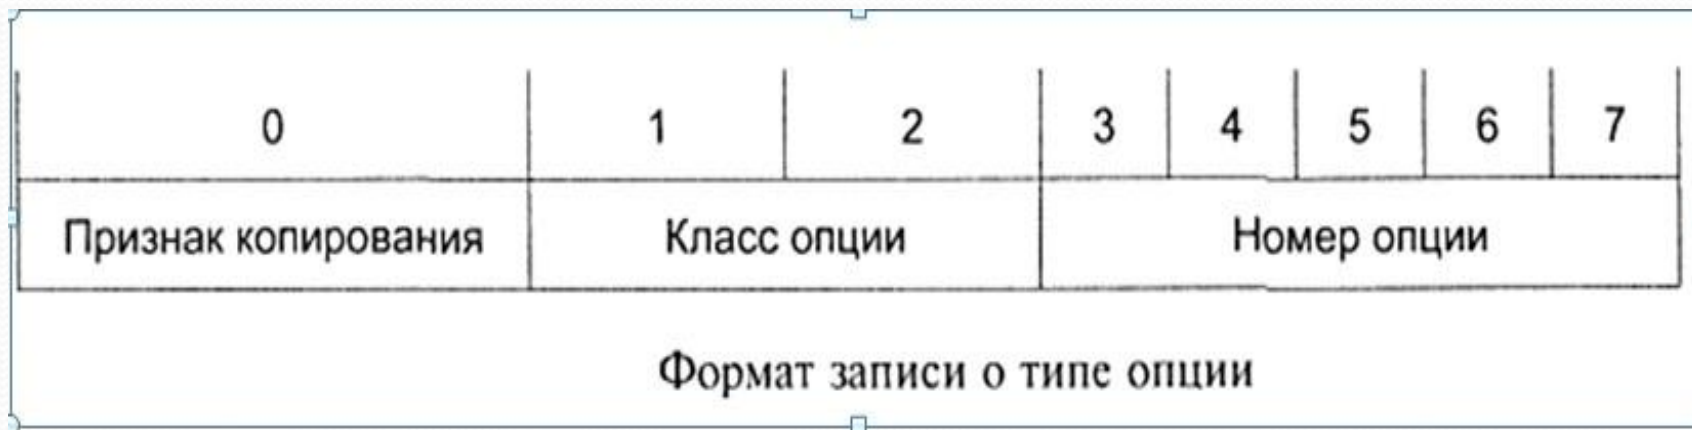 0 1 2 3 4 5 6 7
Признак копирования Класс опции Номер опции
Формат записи о типе опции